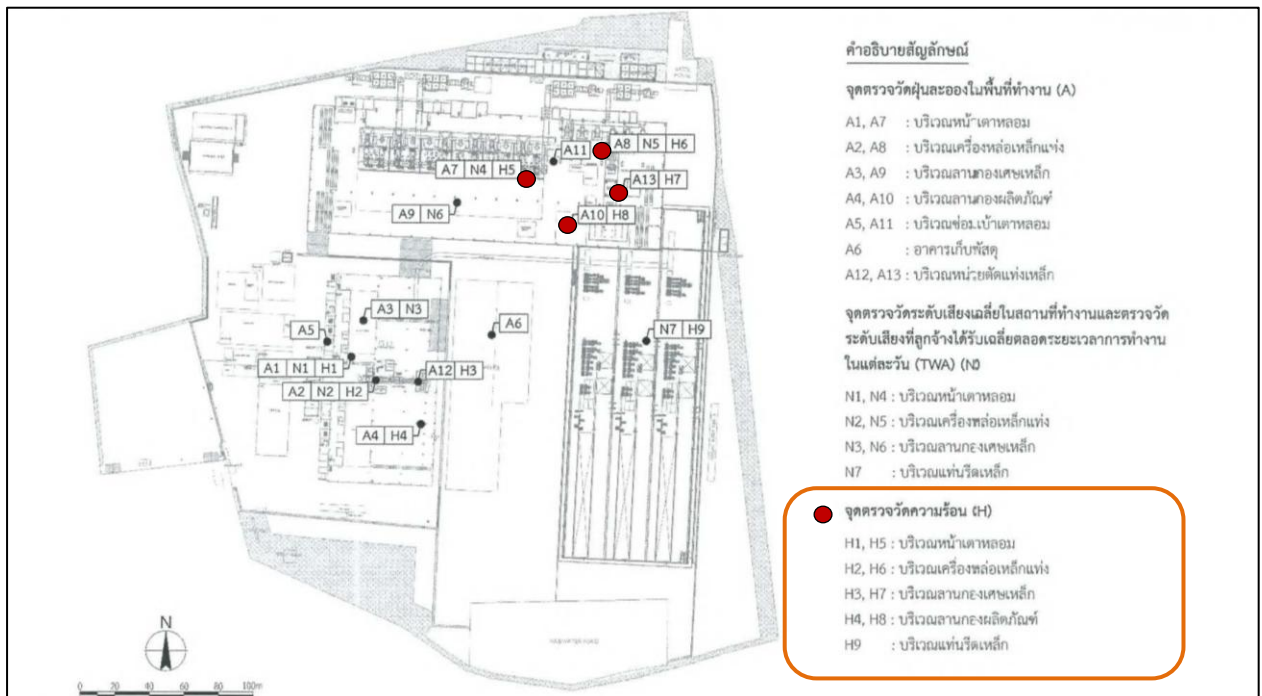 คำอธิบายสัญลักษณ์
จุดตรวจวัดฝุ่นละอองในพื้นที่ทำงาน (A)
A1, A7 : บริเวณหน้าเตาหลอม
A2, A8 : บริเวณเครื่องหล่อเหล็กแท่ง
A3, A9 : บริเวณลานกองเศษเหล็ก
A4, A10 : บริเวณลานกองผลิตภัณฑ์
A5, A11 : บริเวณซ่อมเบ้าเตาหลอม
A6 : อาคารเก็บพัสดุ
A12, A13 : บริเวณหน่วยตัดแท่งเหล็ก
จุดตรวจวัดระดับเสียงเฉลี่ยในสถานที่ทำงานและตรวจวัด
ระดับเสียงที่ลูกจ้างได้รับเฉลี่ยตลอดระยะเวลาการทำงาน
ในแต่ละวัน (TWA) (N)
N1, N4 : บริเวณหน้าเตาหลอม
N2, N5 : บริเวณเครื่องหล่อเหล็กแท่ง
N3, N6 : บริเวณลานกองเศษเหล็ก
N7 : บริเวณแท่นรีดเหล็ก
จุดตรวจวัดความร้อน (H)
H1, H5 : บริเวณหน้าเตาหลอม
H2, H6 : บริเวณเครื่องหล่อเหล็กแท่ง
H3, H7 : บริเวณลานกองเศษเหล็ก
H4, H8 : บริเวณลานกองผลิตภัณฑ์
H9 : บริเวณแท่นรีดเหล็ก
A11
A8 N5 H6
A7 N4 H5
A13 H7
A9 N6
A10 H8
A3 N3
A5
A6
N7 H9
A1 N1 H1
A12 H3
A2 N2 H2
A4 H4
N
0 20 40 60 80 100m